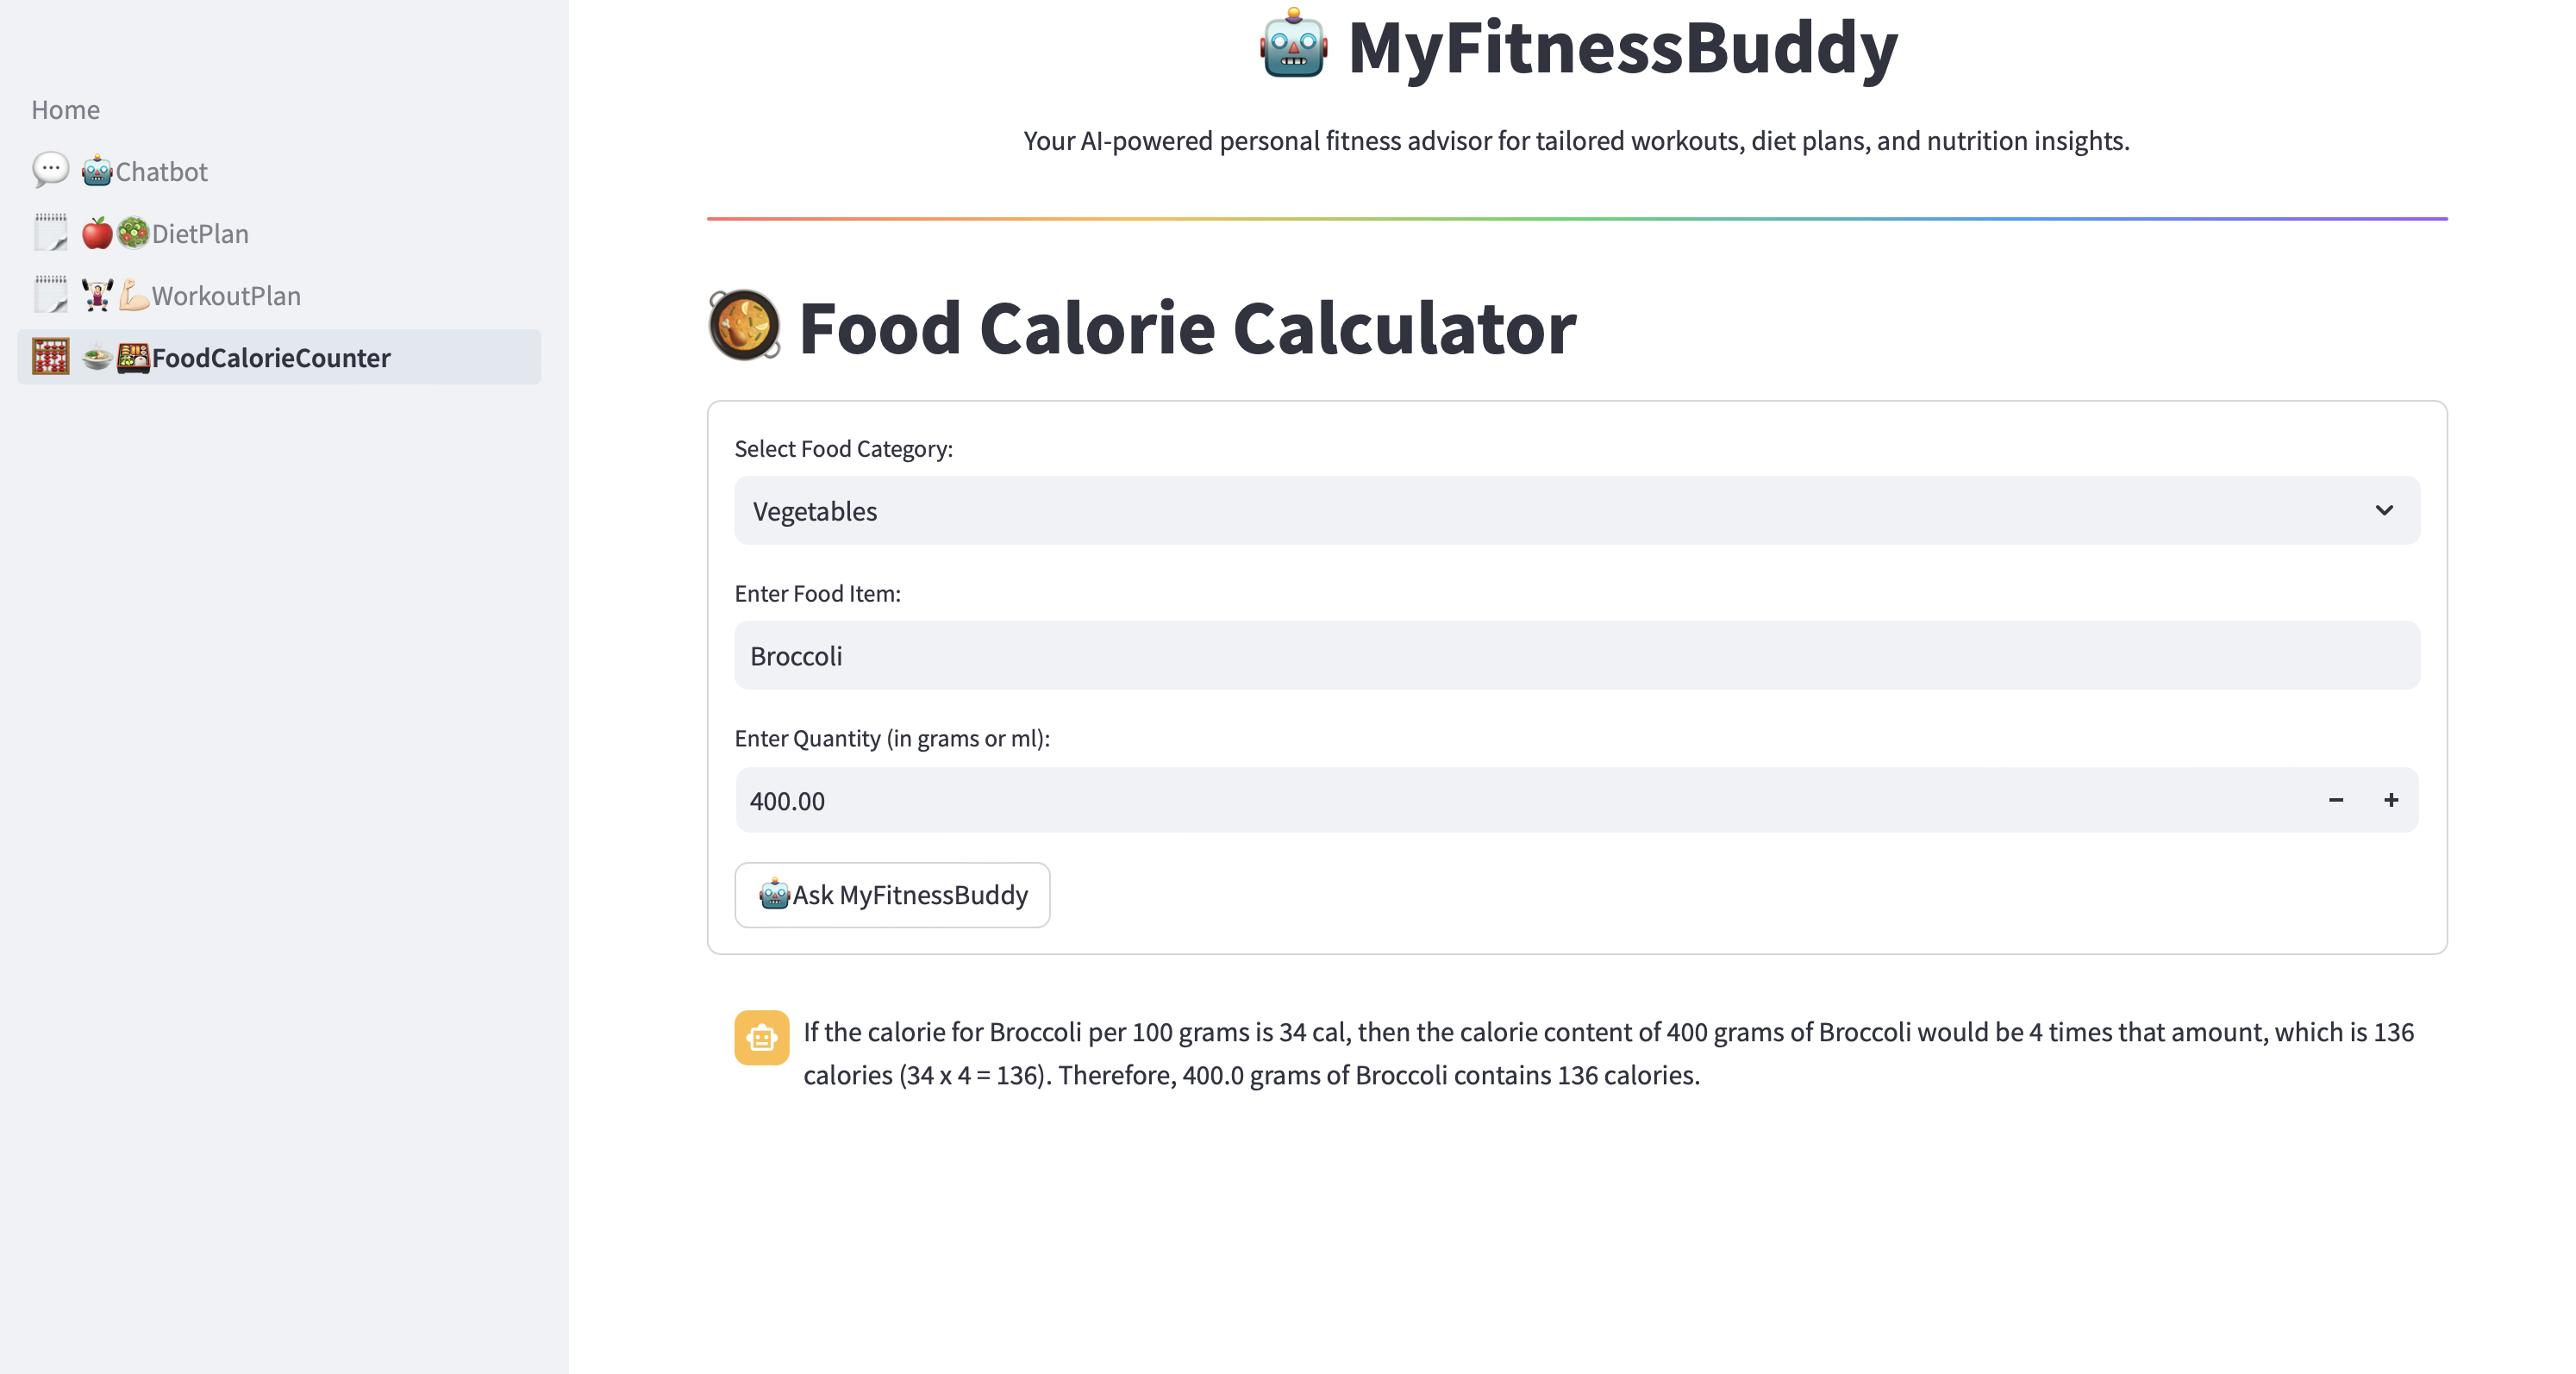 Home
Chatbot
DietPlan
WorkoutPlan
FoodCalorieCounter
MyFitnessBuddy
Your AI-powered personal fitness advisor for tailored workouts, diet plans, and nutrition insights.
Food Calorie Calculator
Select Food Category:
Vegetables
Enter Food Item:
Broccoli
Enter Quantity (in grams or ml):
400.00
Ask MyFitnessBuddy
If the calorie for Broccoli per 100 grams is 34 cal, then the calorie content of 400 grams of Broccoli would be 4 times that amount, which is 136
calories (34 x 4 = 136). Therefore, 400.0 grams of Broccoli contains 136 calories.